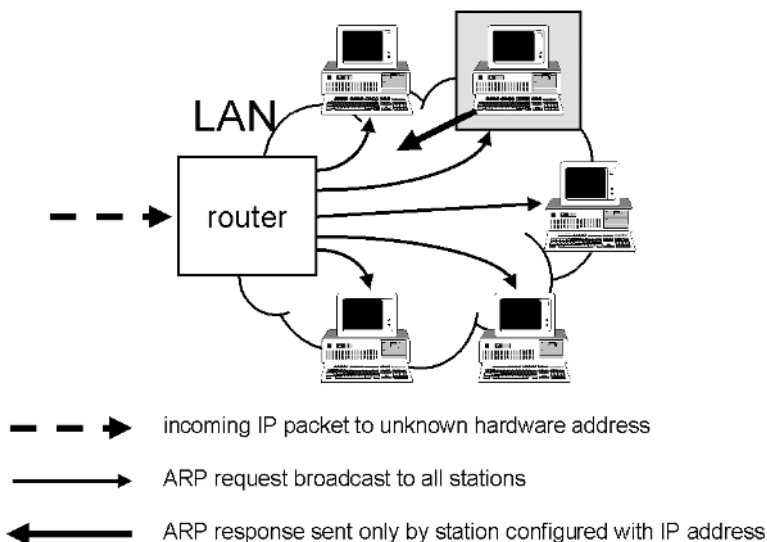 LAN
router
incoming IP packet to unknown hardware address
ARP request broadcast to all stations
ARP response sent only by station configured with IP address